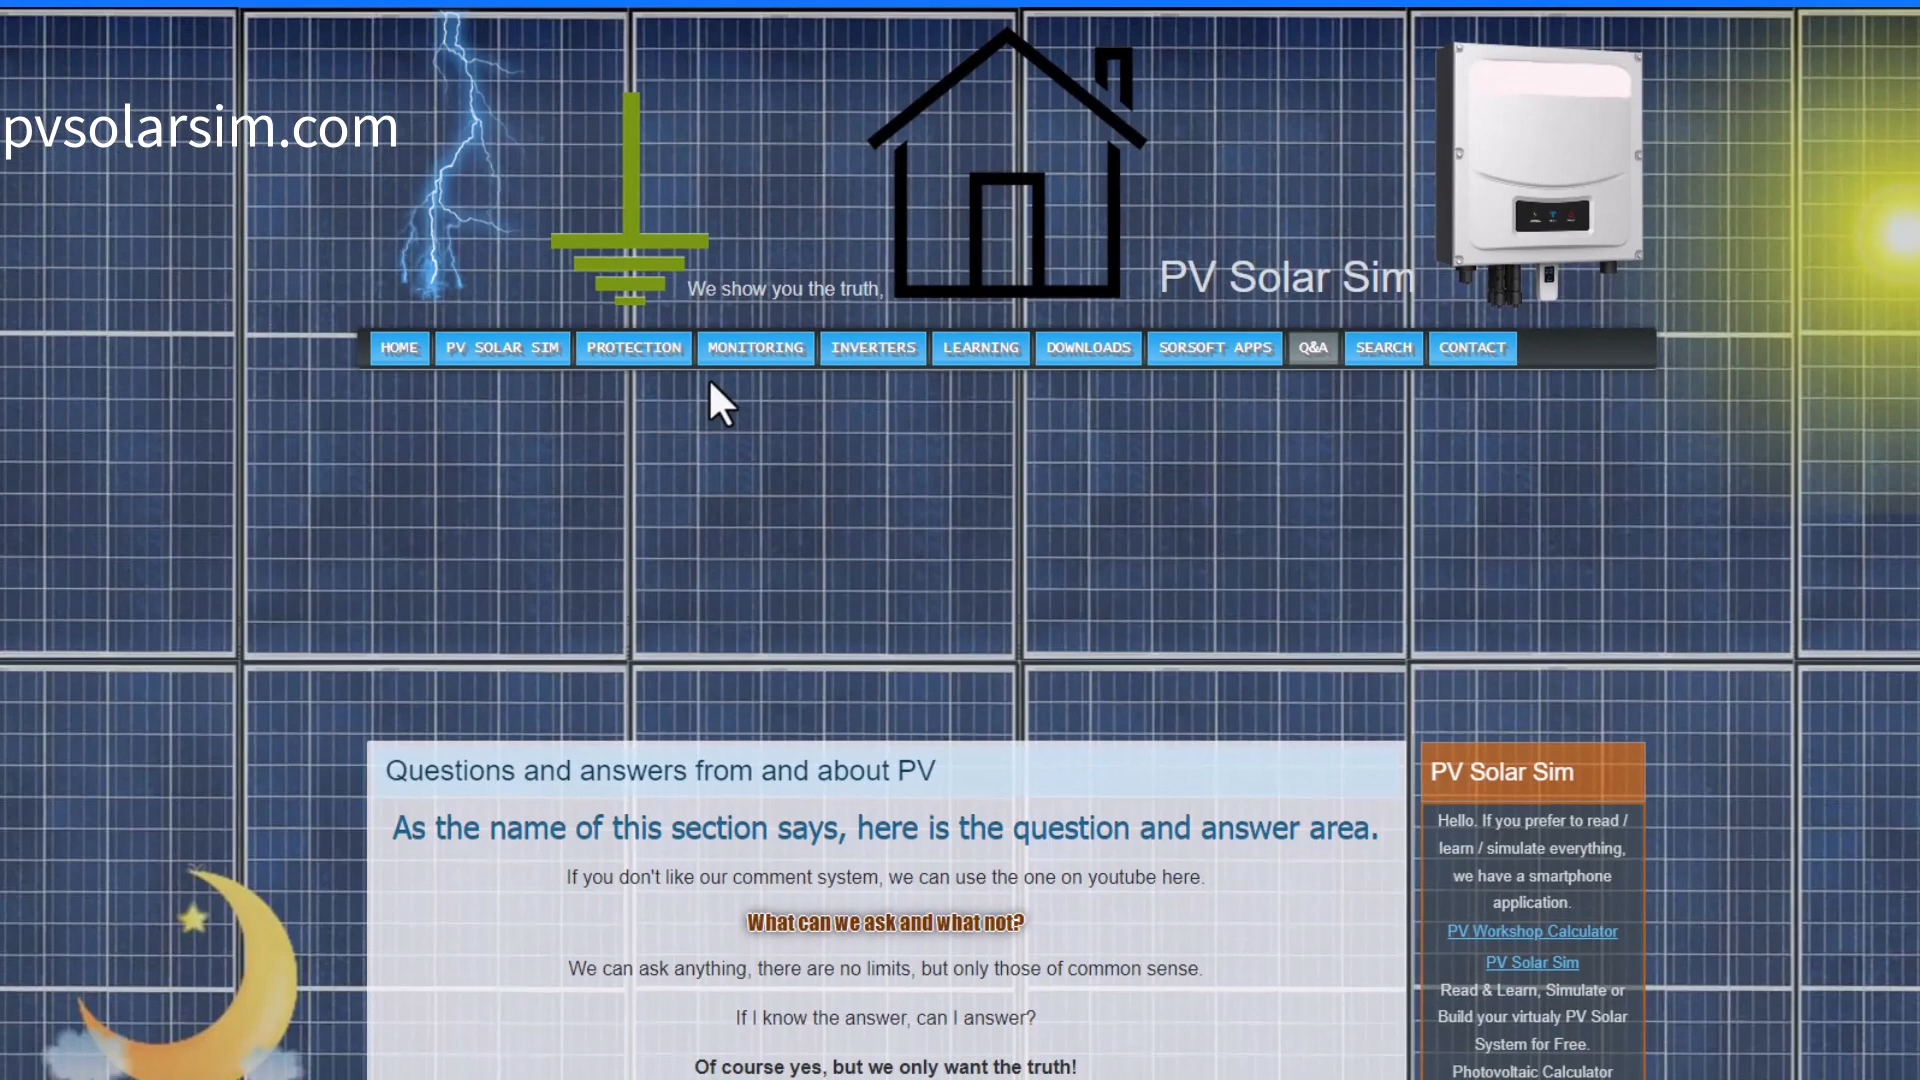 pvsolarsim.com
We show you the truth,
PV Solar Sim
HOME PV SOLAR SIM PROTECTION MONITORING INVERTERS LEARNING DOWNLOADS SORSOFT APPS Q&A SEARCH CONTACT
Questions and answers from and about PV
As the name of this section says, here is the question and answer area.
If you don't like our comment system, we can use the one on youtube here.
What can we ask and what not?
We can ask anything, there are no limits, but only those of common sense.
If I know the answer, can I answer?
Of course yes, but we only want the truth!
PV Solar Sim
Hello. If you prefer to read /
learn / simulate everything,
we have a smartphone
application.
PV Workshop Calculator
PV Solar Sim
Read & Learn, Simulate or
Build your virtualy PV Solar
System for Free.
Photovoltaic Calculator